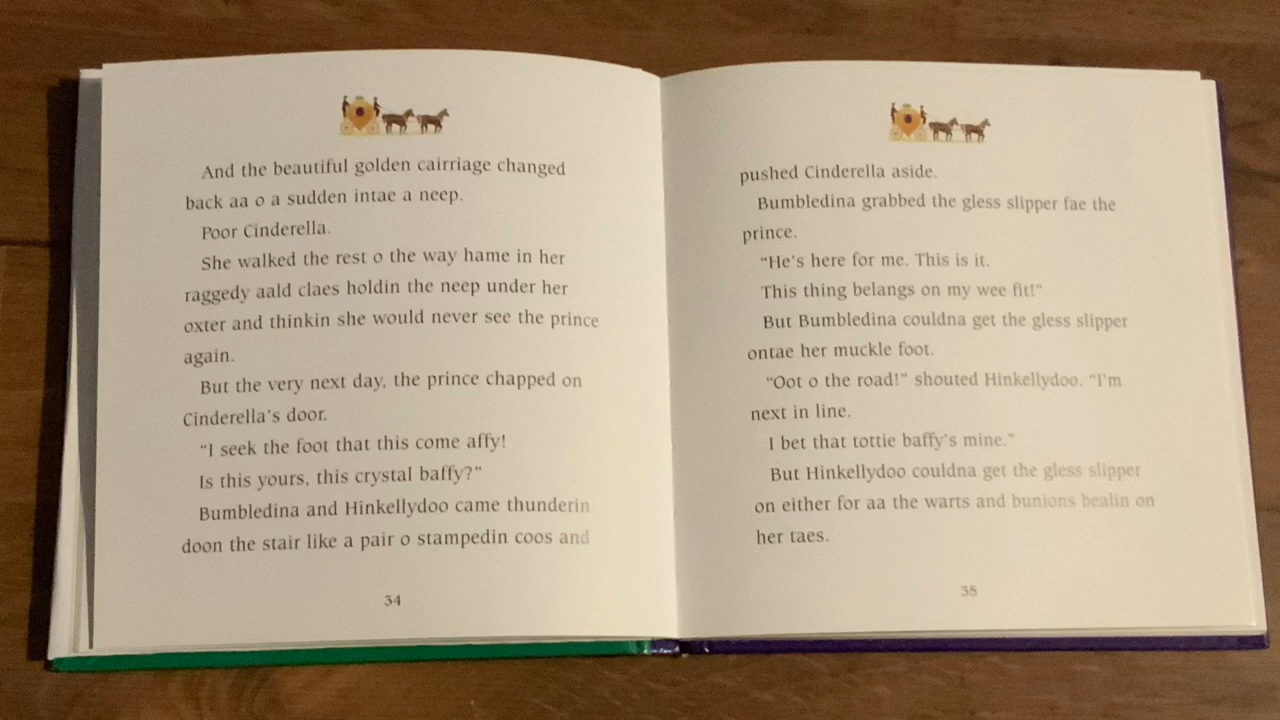 And the beautiful golden cairriage changed
back aa o a sudden intae a neep.
Poor Cinderella.
She walked the rest o the way hame in her
raggedy aald claes holdin the neep under her
oxter and thinkin she would never see the prince
again.
But the very next day, the prince chapped on
Cinderella's door.
“I seek the foot that this come affy!
Is this yours, this crystal baffy?”
Bumbledina and Hinkellydoo came thunderin
doon the stair like a pair o stampedin coos and
34
pushed Cinderella aside.
Bumbledina grabbed the gless slipper fae the
prince.
“He's here for me. This is it.
This thing belangs on my wee fit!”
But Bumbledina couldna get the gless slipper
ontae her muckle foot.
“Oot o the road!” shouted Hinkellydoo. “I'm
next in line.
I bet that tottie baffy's mine.”
But Hinkellydoo couldna get the gless slipper
on either for aa the warts and bunions bealin on
her taes.
35